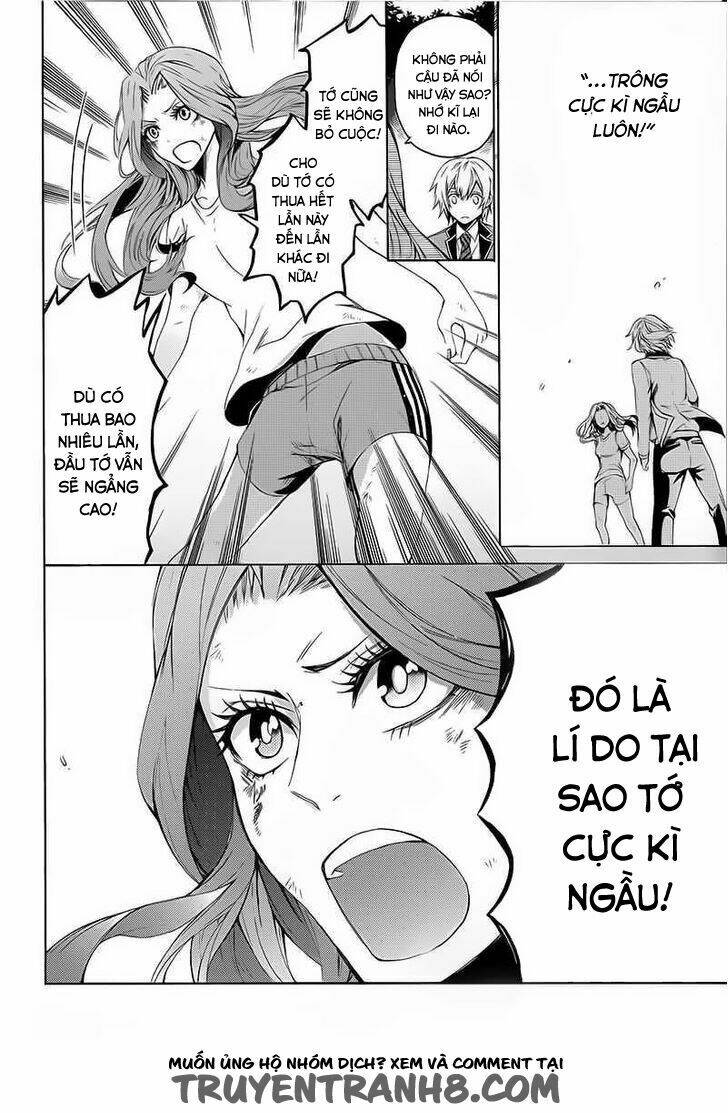 “...TRÔNG
CỰC KÌ NGẦU
LUÔN!”
KHÔNG PHẢI
CẬU ĐÃ NÓI
NHƯ VẬY SAO?
NHỚ KĨ LẠI
ĐI NÀO.
TỚ CŨNG
SẼ KHÔNG
BỎ CUỘC!
CHO
DÙ TỚ CÓ
THUA HẾT
LẦN NÀY
ĐẾN LẦN
KHÁC ĐI
NỮA!
DÙ CÓ
THUA BAO
NHIÊU LẦN,
ĐẦU TỚ VẪN
SẼ NGẨNG
CAO!
ĐÓ LÀ
LÍ DO TẠI
SAO TỚ
CỰC KÌ
NGẦU!
MUỐN ỦNG HỘ NHÓM DỊCH? XEM VÀ COMMENT TẠI
TRUYENTRANH8.COM